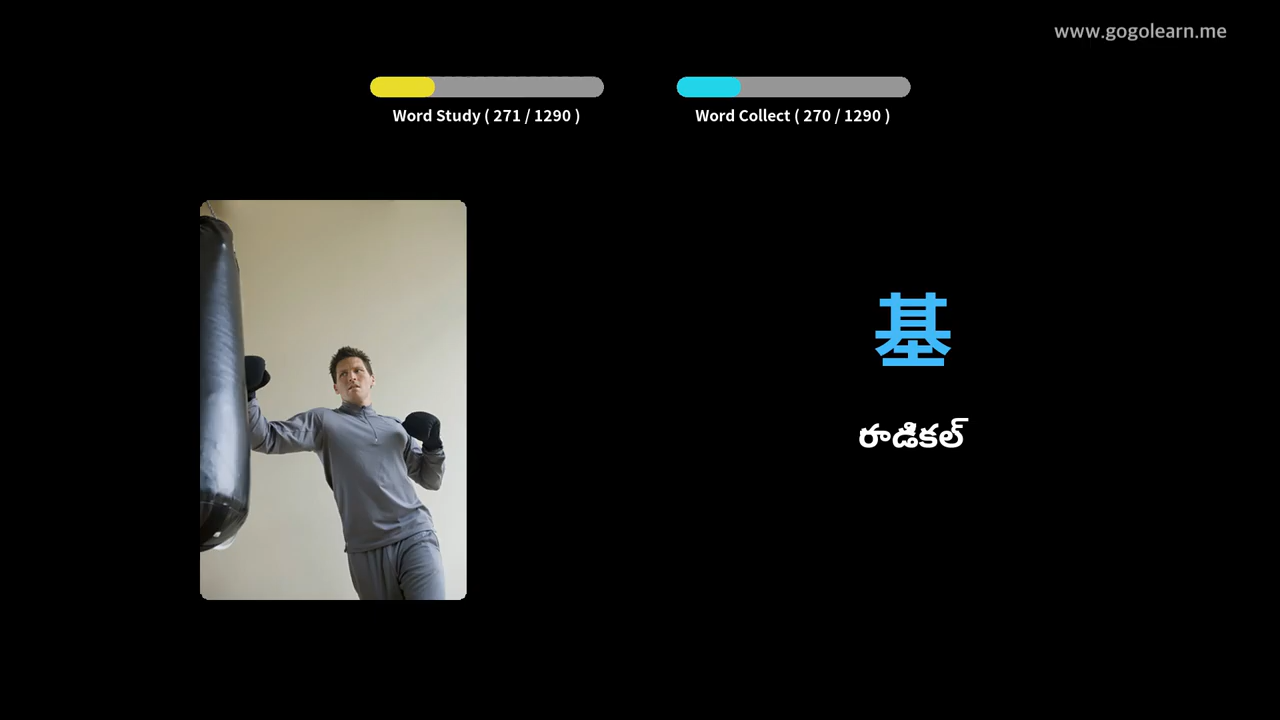 www.gogolearn.me
Word Study ( 271 / 1290 )
Word Collect ( 270 / 1290 )
基
రాడికల్